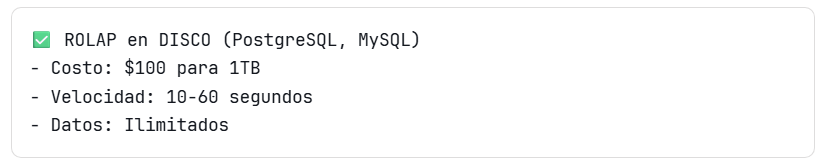 ✅ ROLAP en DISCO (PostgreSQL, MySQL)
- Costo: $100 para 1TB
- Velocidad: 10-60 segundos
- Datos: Ilimitados